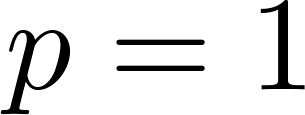 p = 1